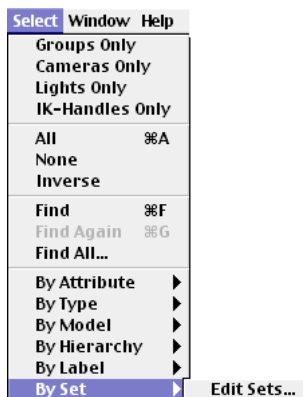 Select Window Help
Groups Only
Cameras Only
Lights Only
IK-Handles Only
All ⌘A
None
Inverse
Find ⌘F
Find Again ⌘G
Find All...
By Attribute
By Type
By Model
By Hierarchy
By Label
By Set Edit Sets...